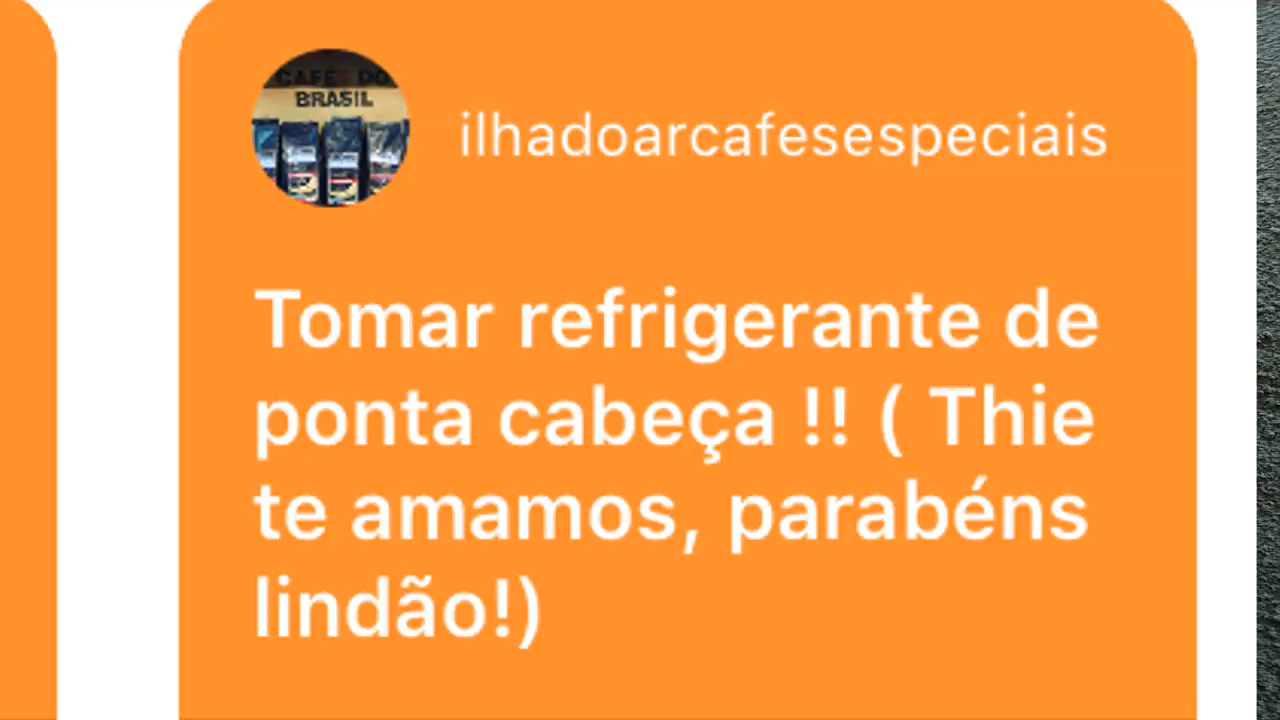 CAFÉS DO
BRASIL
ilhadoarcafesespeciais
Tomar refrigerante de
ponta cabeça !! ( Thie
te amamos, parabéns
lindão!)